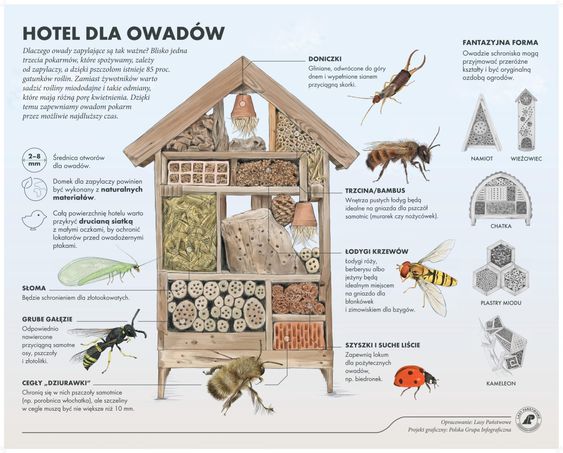 HOTEL DLA OWADÓW
Dlaczego owady zapylające są tak ważne? Blisko jedna
trzecia pokarmów, które spożywamy, zależy
od zapylaczy, a dzięki pszczołom istnieje 85 proc.
gatunków roślin. Zamiast żywotników warto
sadzić rośliny miododajne i takie odmiany,
które mają różną porę kwietnienia. Dzięki
temu zapewniamy owadom pokarm
przez możliwie najdłuższy czas.
2–8
mm
Średnica otworów
dla owadów.
Domek dla zapylaczy powinien
być wykonany z naturalnych
materiałów.
Całą powierzchnię hotelu warto
przykryć drucianą siatką
z małymi oczkami, by ochronić
lokatorów przed owadożernymi
ptakami.
SŁOMA
Będzie schronieniem dla złotookowatych.
GRUBE GAŁĘZIE
Odpowiednio
nawiercone
przyciągną samotne
osy, pszczoły
i złotolitki.
CEGŁY „DZIURAWKI"
Chronią się w nich pszczoły samotnice
(np. porobnica włochatka), ale szczeliny
w cegle muszą być nie większe niż 10 mm.
DONICZKI
Gliniane, odwrócone do góry
dnem i wypełnione sianem
przyciągną skorki.
TRZCINA/BAMBUS
Wnętrza pustych łodyg będą
idealne na gniazda dla pszczół
samotnic (murarek czy nożycówek).
ŁODYGI KRZEWÓW
Łodygi róży,
berberysu albo
jeżyny będą
idealnym miejscem
na gniazdo dla
błonkówek
i zimowiskiem dla bzygów.
SZYSZKI I SUCHE LIŚCIE
Zapewnią lokum
dla pożytecznych
owadów,
np. biedronek.
FANTAZYJNA FORMA
Owadzie schroniska mogą
przyjmować przeróżne
kształty i być oryginalną
ozdobą ogrodów.
NAMIOT
WIEŻOWIEC
CHATKA
PLASTRY MIODU
KAMELEON
Opracowanie: Lasy Państwowe
Projekt graficzny: Polska Grupa Infograficzna